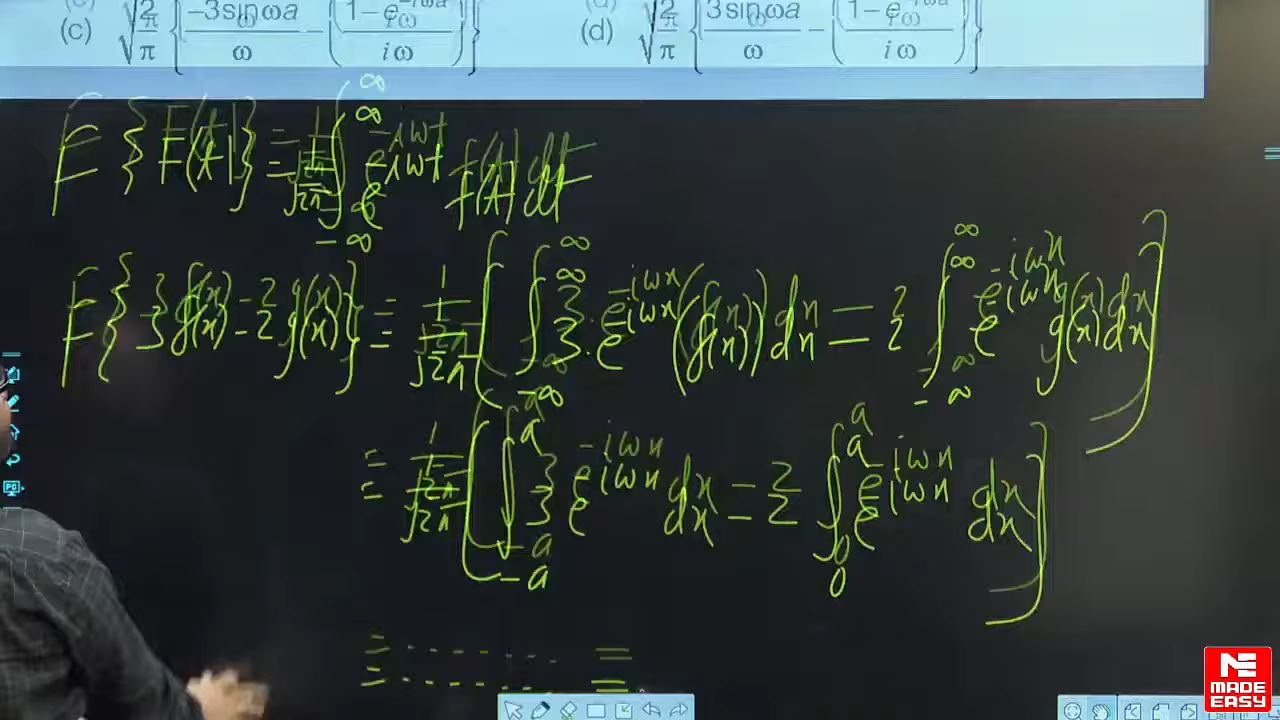 (c) √(2/π) { -3sinωa/ω − ( 1 − e^{-iωa} / iω ) }
(d) √(2/π) { 3sinωa/ω − ( 1 − e^{-iωa} / iω ) }
F{F(t)} = 1/√2π ∫_{-∞}^{∞} e^{-iωt} f(t) dt
F{3f(x) − 2g(x)} = 1/√2π [ ∫_{-∞}^{∞} 3·e^{-iωx} (f(x)) dx − 2 ∫_{-∞}^{∞} e^{-iωx} g(x) dx ]
= 1/√2π [ ∫_{-a}^{a} 3 e^{-iωx} dx − 2 ∫_{0}^{a} e^{-iωx} dx ]
= - - - - - - =
ME
MADE
EASY